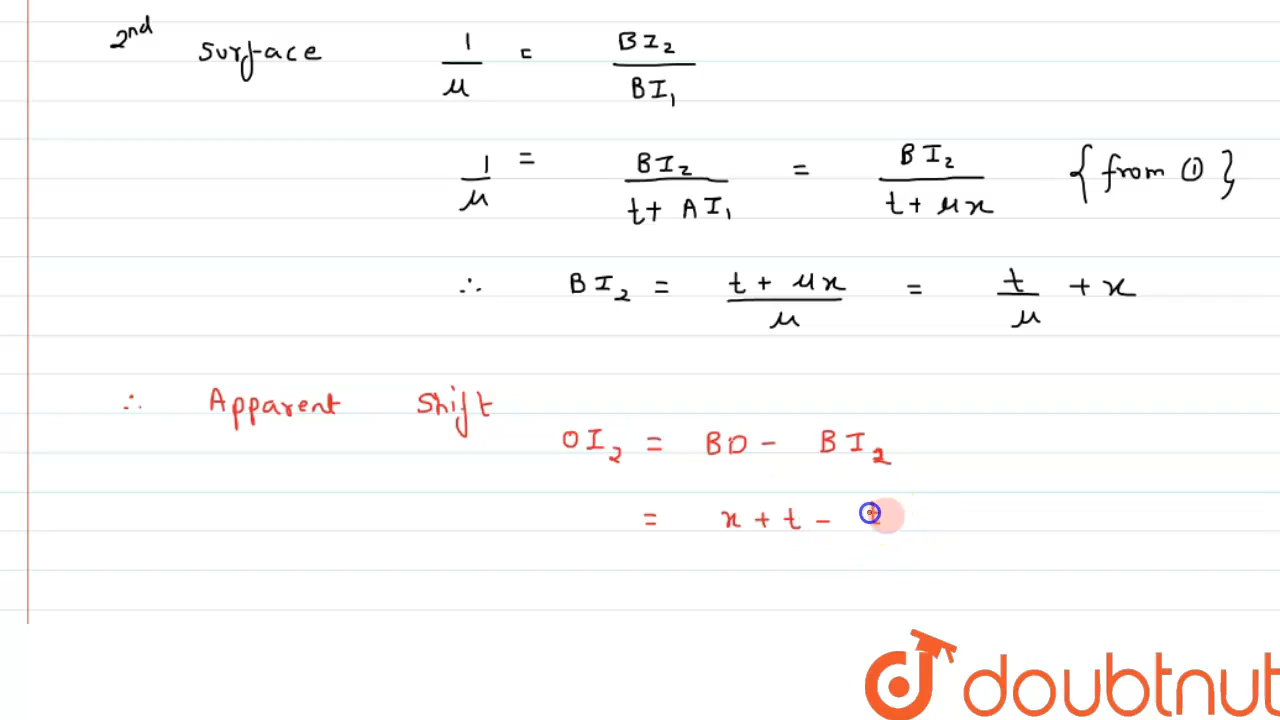 2nd Surface 1/μ = BI₂/BI₁
1/μ = BI₂/t + AI₁ = BI₂/t + μx {from ①}
∴ BI₂ = t + μx/μ = t/μ + x
∴ Apparent Shift
OI₂ = BO - BI₂
= x + t -
doubtnut